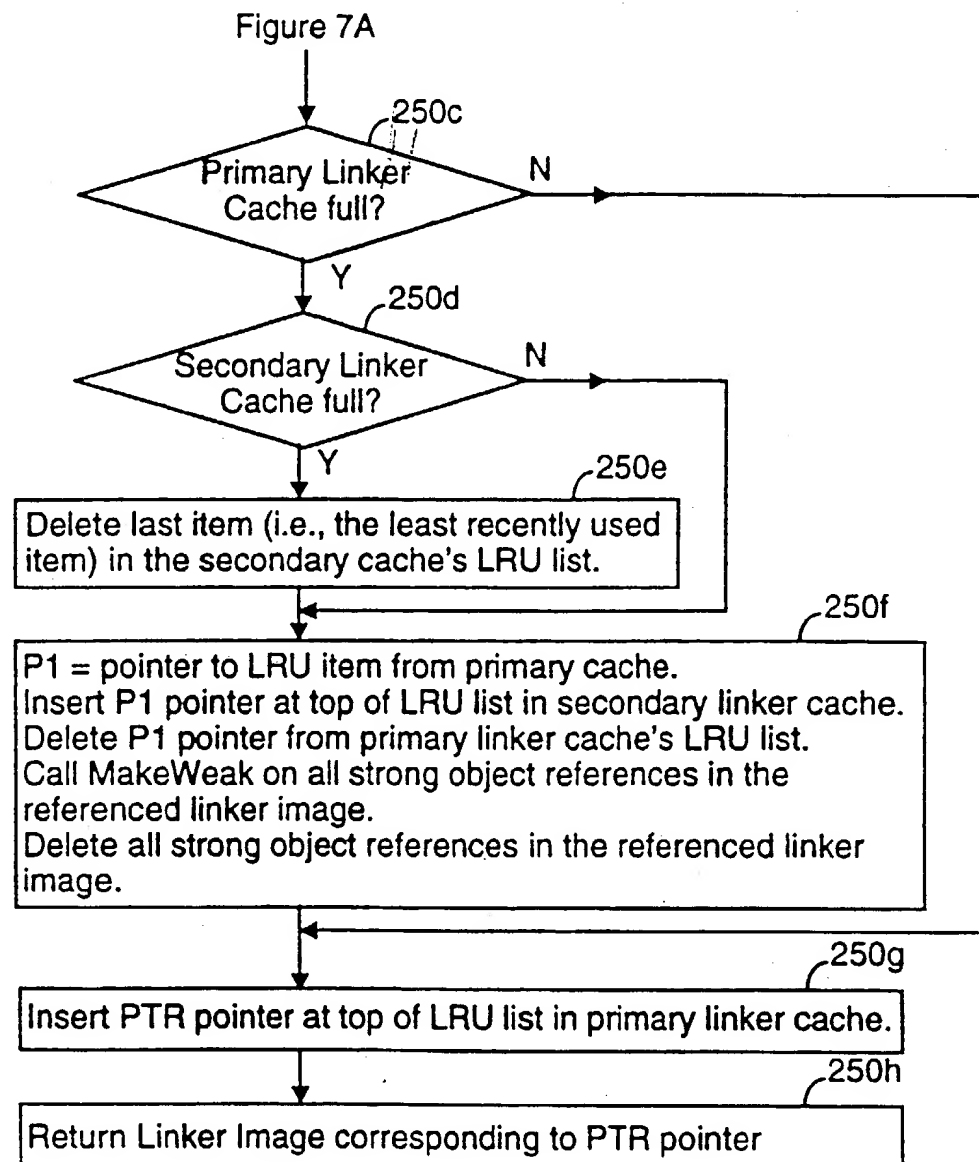 Figure 7A
250c
Primary Linker
Cache full?
N
Y
250d
Secondary Linker
Cache full?
N
Y
250e
Delete last item (i.e., the least recently used
item) in the secondary cache's LRU list.
250f
P1 = pointer to LRU item from primary cache.
Insert P1 pointer at top of LRU list in secondary linker cache.
Delete P1 pointer from primary linker cache's LRU list.
Call MakeWeak on all strong object references in the
referenced linker image.
Delete all strong object references in the referenced linker
image.
250g
Insert PTR pointer at top of LRU list in primary linker cache.
250h
Return Linker Image corresponding to PTR pointer